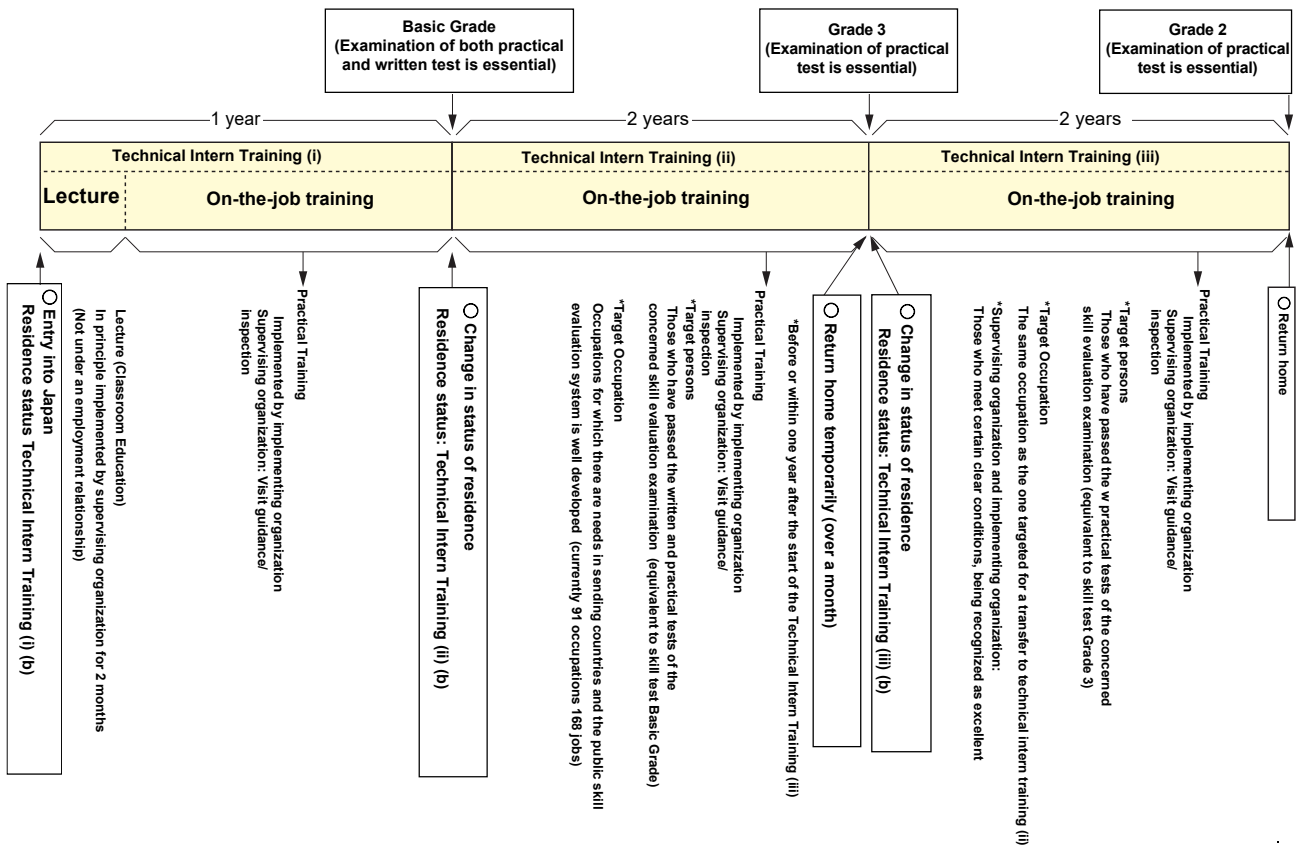 Basic Grade
(Examination of both practical
and written test is essential)
Grade 3
(Examination of practical
test is essential)
Grade 2
(Examination of practical
test is essential)
1 year
2 years
2 years
Technical Intern Training (i)
Technical Intern Training (ii)
Technical Intern Training (iii)
Lecture
On-the-job training
On-the-job training
On-the-job training
○ Entry into Japan
Residence status Technical Intern Training (i) (b)
Lecture (Classroom Education)
In principle implemented by supervising organization for 2 months
(Not under an employment relationship)
Practical Training
Implemented by implementing organization
Supervising organization: Visit guidance/
inspection
○ Change in status of residence
Residence status: Technical Intern Training (ii) (b)
Practical Training
Implemented by implementing organization
Supervising organization: Visit guidance/
inspection
*Target persons
Those who have passed the written and practical tests of the
concerned skill evaluation examination (equivalent to skill test Basic Grade)
*Target Occupation
Occupations for which there are needs in sending countries and the public skill
evaluation system is well developed (currently 91 occupations 168 jobs)
○ Return home temporarily (over a month)
*Before or within one year after the start of the Technical Intern Training (iii)
○ Change in status of residence
Residence status: Technical Intern Training (iii) (b)
Practical Training
Implemented by implementing organization
Supervising organization: Visit guidance/
inspection
*Target persons
Those who have passed the w practical tests of the concerned
skill evaluation examination (equivalent to skill test Grade 3)
*Target Occupation
The same occupation as the one targeted for a transfer to technical intern training (ii)
*Supervising organization and implementing organization:
Those who meet certain clear conditions, being recognized as excellent
○ Return home